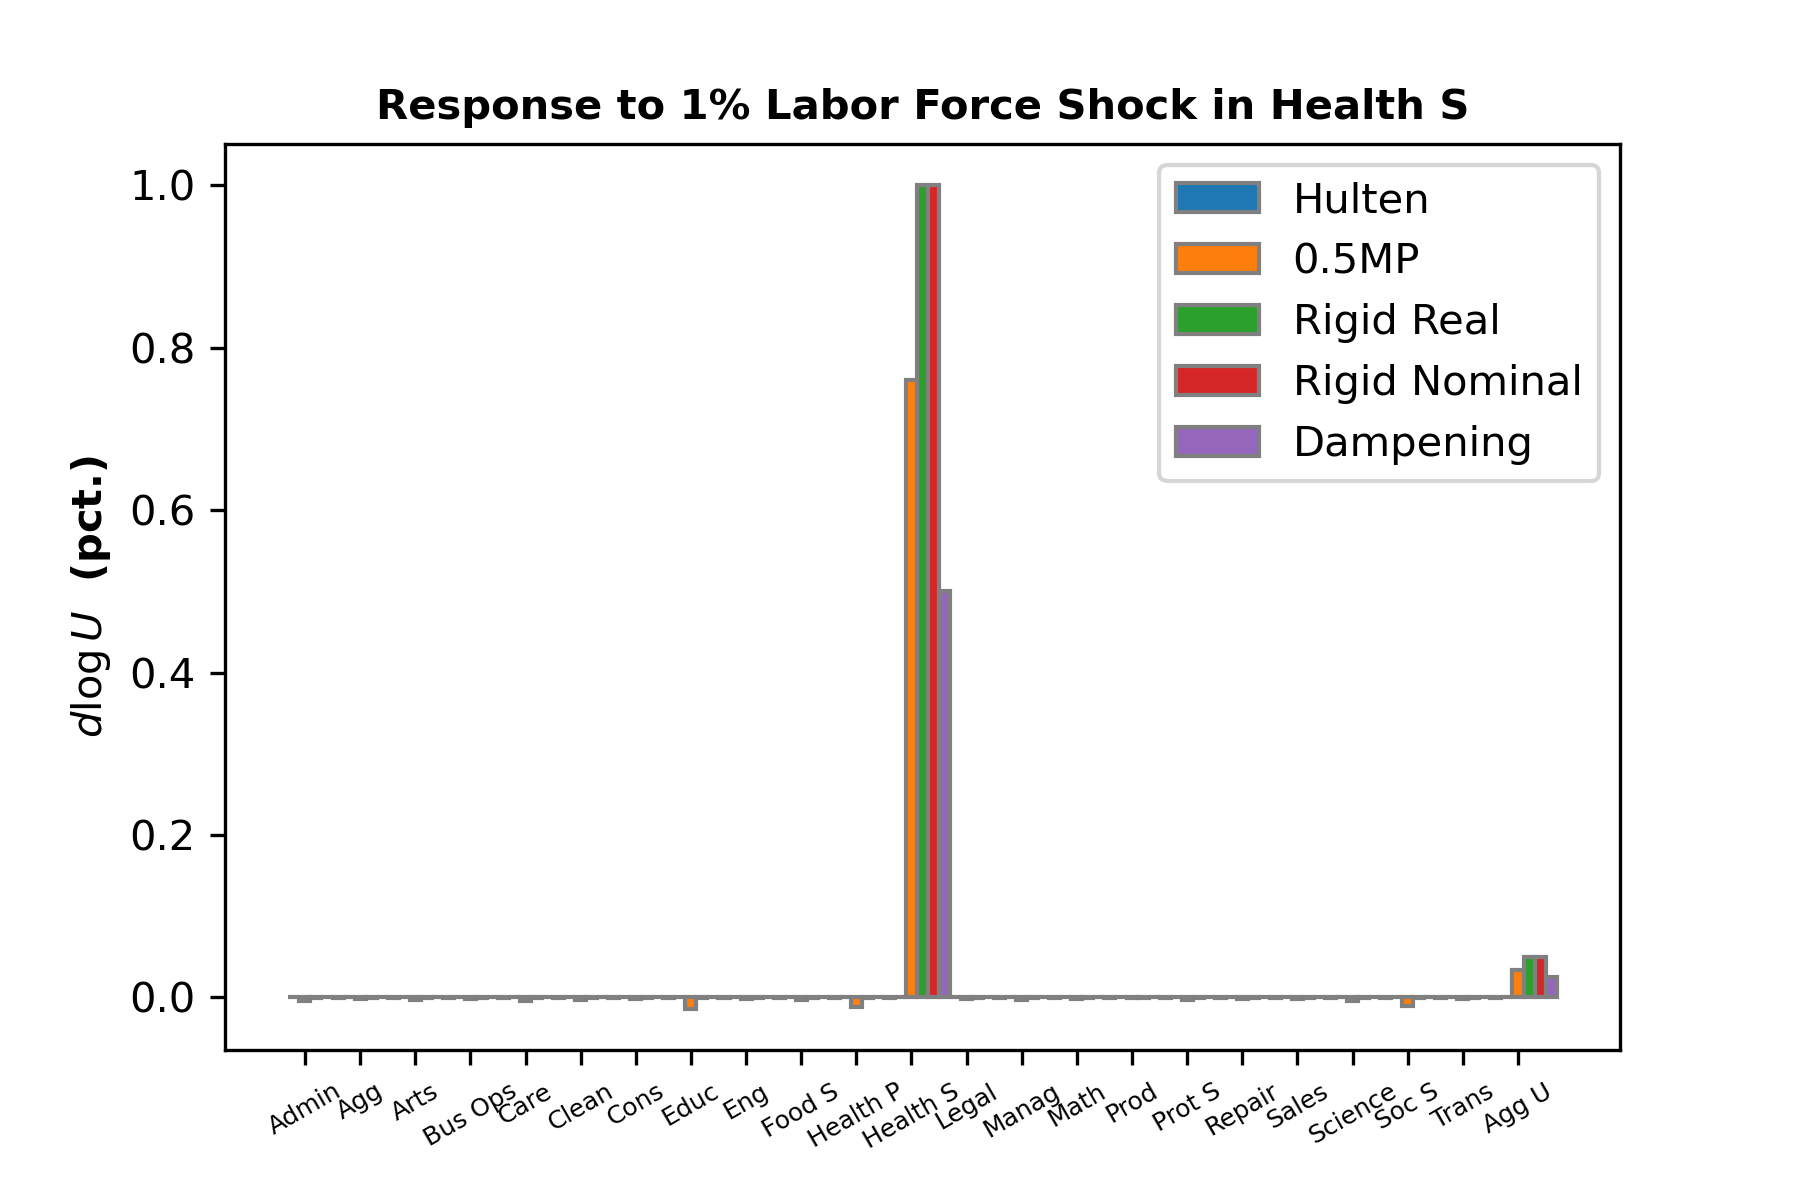 Response to 1% Labor Force Shock in Health S
Hulten
0.5MP
Rigid Real
Rigid Nominal
Dampening
dlog U (pct.)
1.0
0.8
0.6
0.4
0.2
0.0
Admin
Agg
Arts
Bus Ops
Care
Clean
Cons
Educ
Eng
Food S
Health P
Health S
Legal
Manag
Math
Prod
Prot S
Repair
Sales
Science
Soc S
Trans
Agg U